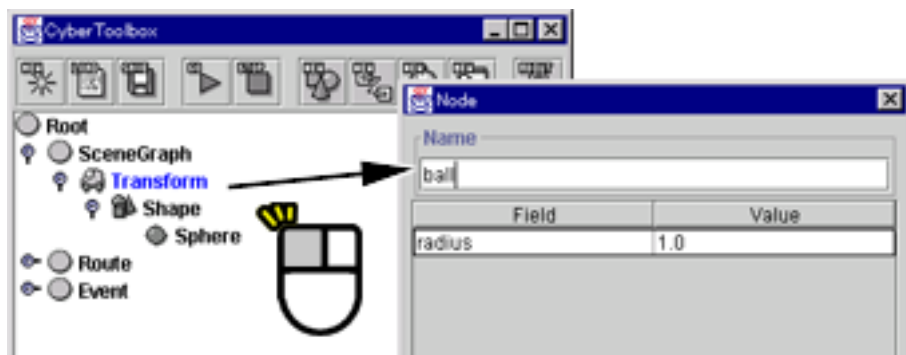 CyberToolbox
Root
SceneGraph
Transform
Shape
Sphere
Route
Event
Node
Name
ball
Field Value
radius 1.0